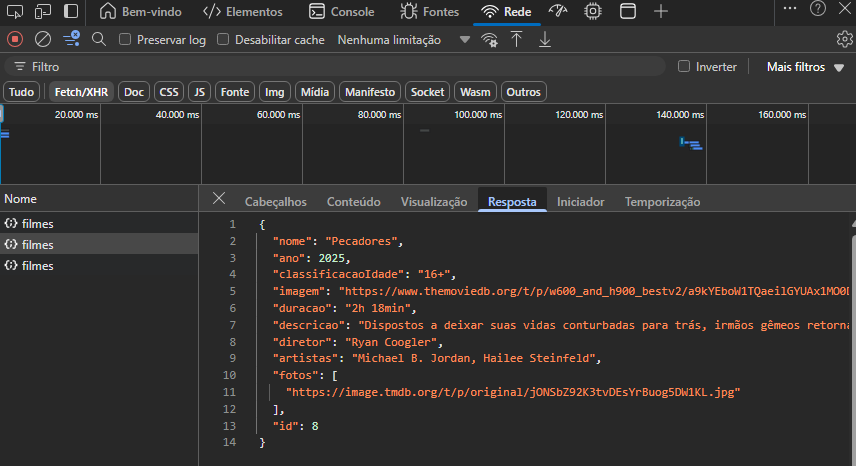 Bem-vindo Elementos Console Fontes Rede
Preservar log Desabilitar cache Nenhuma limitação
Filtro Inverter Mais filtros
Tudo Fetch/XHR Doc CSS JS Fonte Img Mídia Manifesto Socket Wasm Outros
20.000 ms 40.000 ms 60.000 ms 80.000 ms 100.000 ms 120.000 ms 140.000 ms 160.000 ms
Nome Cabeçalhos Conteúdo Visualização Resposta Iniciador Temporização
filmes
filmes
filmes
1 {
2 "nome": "Pecadores",
3 "ano": 2025,
4 "classificacaoIdade": "16+",
5 "imagem": "https://www.themoviedb.org/t/p/w600_and_h900_bestv2/a9kYEboW1TQaeilGYUAx1MO0
6 "duracao": "2h 18min",
7 "descricao": "Dispostos a deixar suas vidas conturbadas para trás, irmãos gêmeos retorna
8 "diretor": "Ryan Coogler",
9 "artistas": "Michael B. Jordan, Hailee Steinfeld",
10 "fotos": [
11 "https://image.tmdb.org/t/p/original/jONSbZ92K3tvDEsYrBuog5DW1KL.jpg"
12 ],
13 "id": 8
14 }